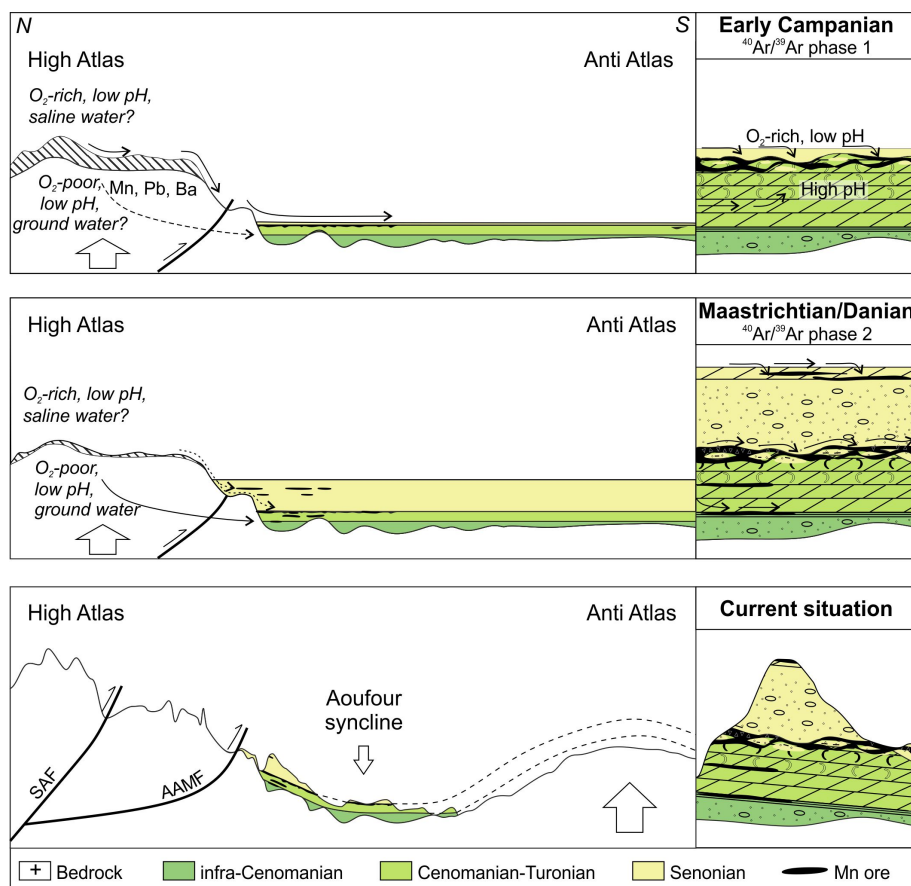 N
S
High Atlas
Anti Atlas
Early Campanian
⁴⁰Ar/³⁹Ar phase 1
O₂-rich, low pH,
saline water?
O₂-poor,
low pH,
ground water?
Mn, Pb, Ba
O₂-rich, low pH
High pH
High Atlas
Anti Atlas
Maastrichtian/Danian
⁴⁰Ar/³⁹Ar phase 2
O₂-rich, low pH,
saline water?
O₂-poor,
low pH,
ground water
High Atlas
Anti Atlas
Current situation
Aoufour
syncline
SAF
AAMF
+ Bedrock
infra-Cenomanian
Cenomanian-Turonian
Senonian
Mn ore